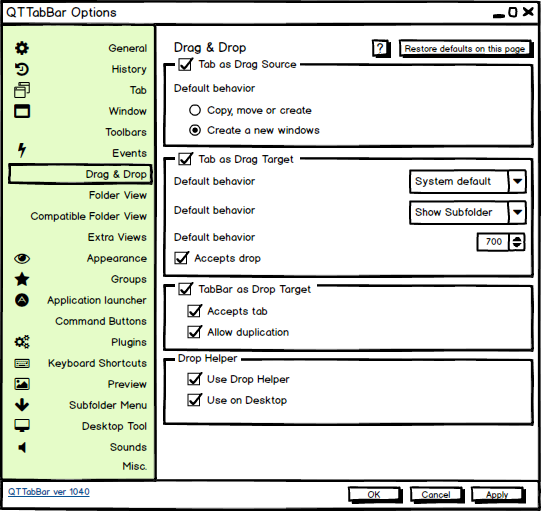 QTTabBar Options
General
History
Tab
Window
Toolbars
Events
Drag & Drop
Folder View
Compatible Folder View
Extra Views
Appearance
Groups
Application launcher
Command Buttons
Plugins
Keyboard Shortcuts
Preview
Subfolder Menu
Desktop Tool
Sounds
Misc.
Drag & Drop
?
Restore defaults on this page
Tab as Drag Source
Default behavior
Copy, move or create
Create a new windows
Tab as Drag Target
Default behavior
System default
Default behavior
Show Subfolder
Default behavior
700
Accepts drop
TabBar as Drop Target
Accepts tab
Allow duplication
Drop Helper
Use Drop Helper
Use on Desktop
QTTabBar ver 1040
OK
Cancel
Apply